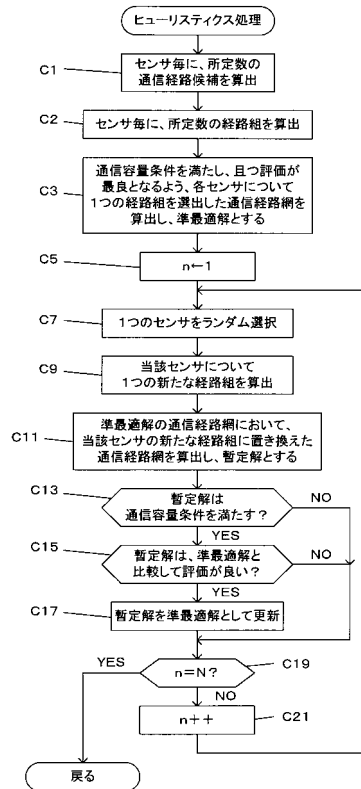 ヒューリスティクス処理
C1
センサ毎に、所定数の
通信経路候補を算出
C2
センサ毎に、所定数の経路組を算出
C3
通信容量条件を満たし、且つ評価が
最良となるよう、各センサについて
1つの経路組を選出した通信経路網を
算出し、準最適解とする
C5
n←1
C7
1つのセンサをランダム選択
C9
当該センサについて
1つの新たな経路組を算出
C11
準最適解の通信経路網において、
当該センサの新たな経路組に置き換えた
通信経路網を算出し、暫定解とする
C13
暫定解は
通信容量条件を満たす?
NO
YES
C15
暫定解は、準最適解と
比較して評価が良い?
NO
YES
C17
暫定解を準最適解として更新
YES
n=N?
C19
NO
n++
C21
戻る